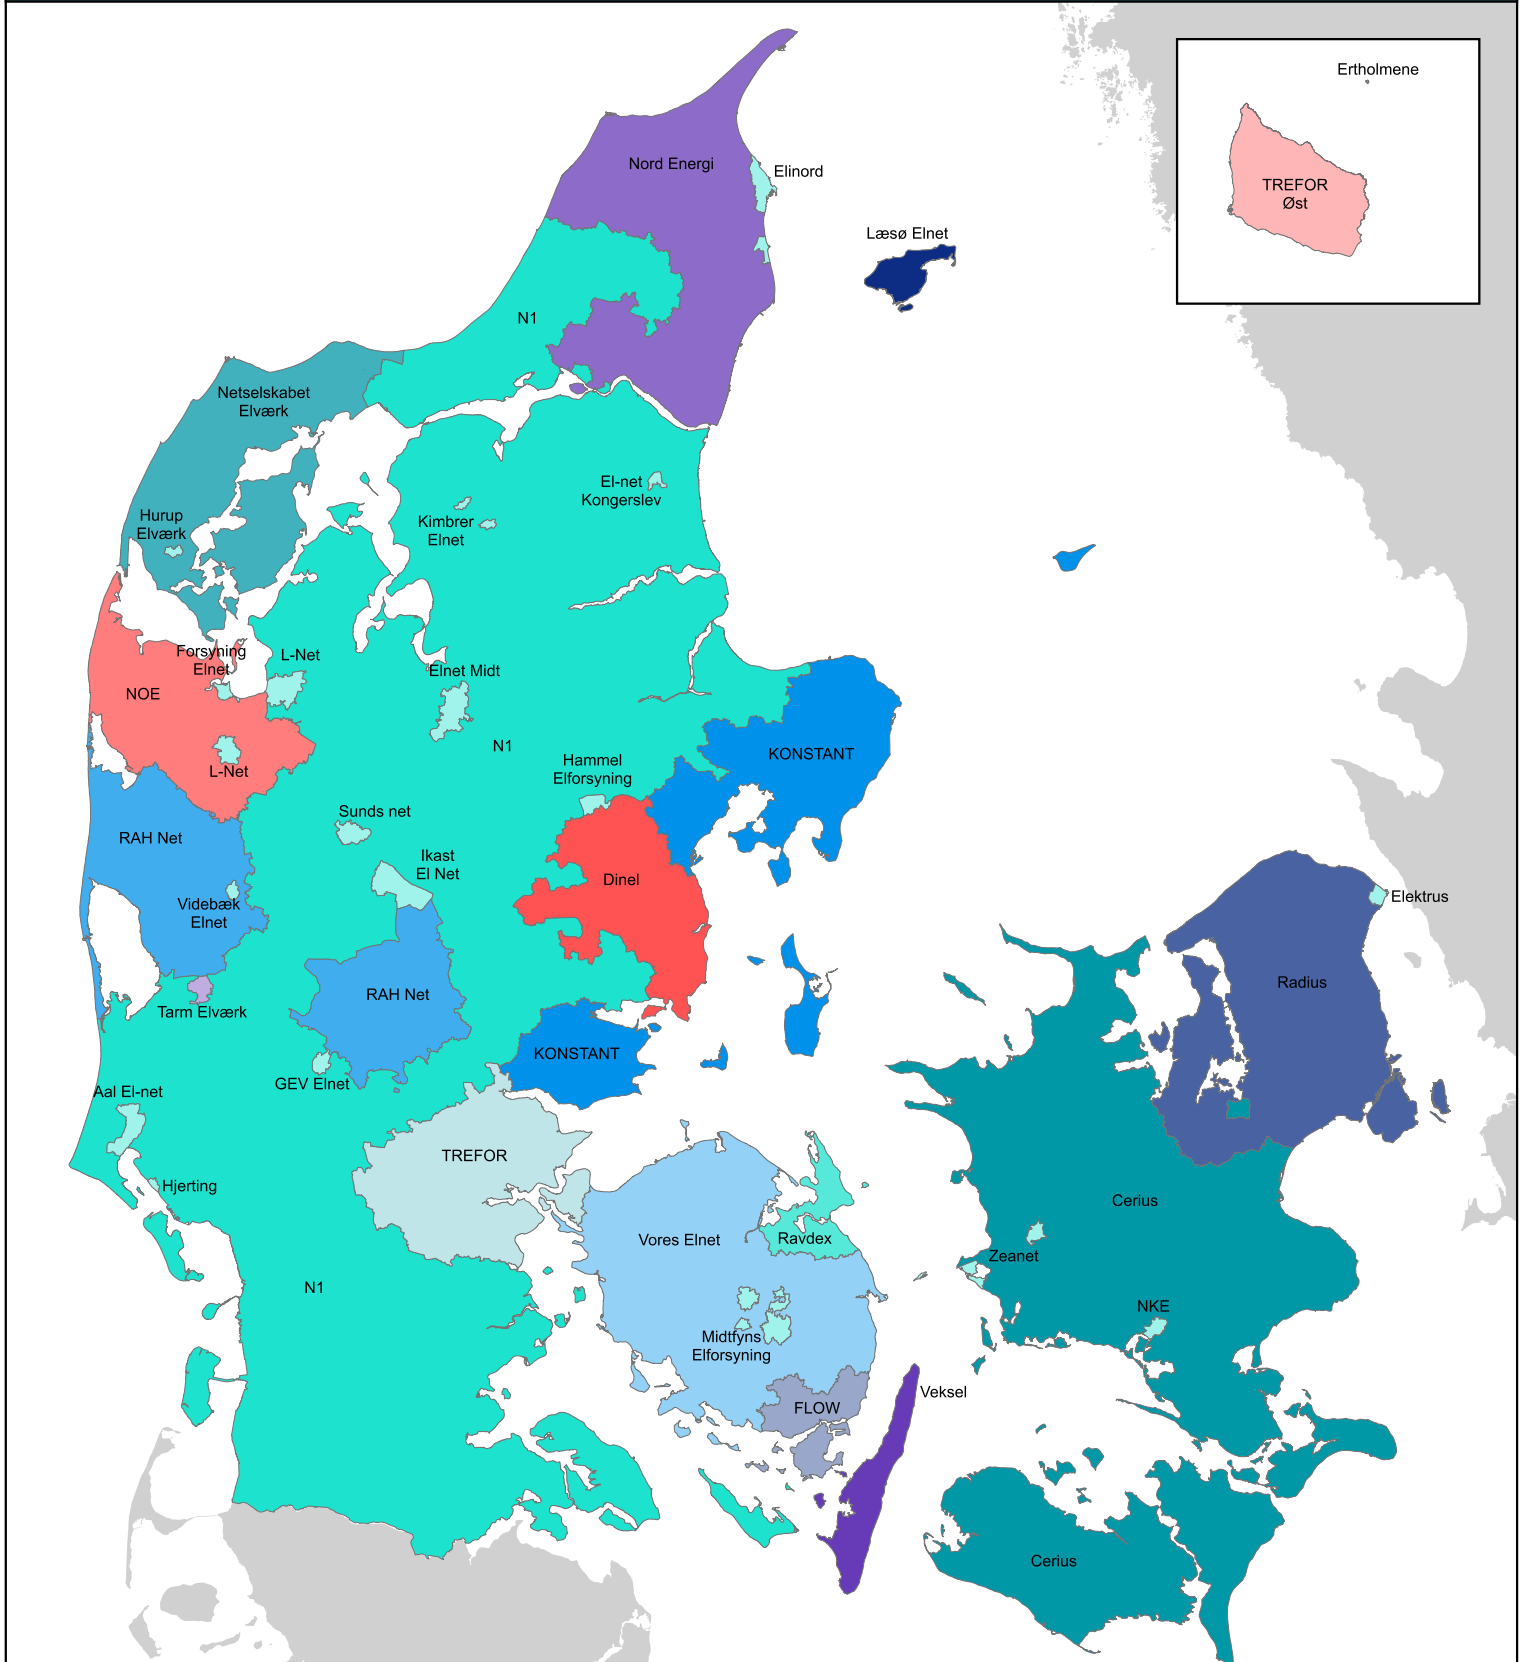 Ertholmene
TREFOR
Øst
Nord Energi
Elinord
Læsø Elnet
N1
Netselskabet
Elværk
El-net
Kongerslev
Hurup
Elværk
Kimbrer
Elnet
Forsyning
Elnet
L-Net
Elnet Midt
NOE
N1
KONSTANT
L-Net
Hammel
Elforsyning
Sunds net
RAH Net
Ikast
El Net
Dinel
Elektrus
Videbæk
Elnet
Radius
RAH Net
Tarm Elværk
KONSTANT
GEV Elnet
Aal El-net
TREFOR
Hjerting
Cerius
Vores Elnet
Ravdex
Zeanet
N1
NKE
Midtfyns
Elforsyning
Veksel
FLOW
Cerius